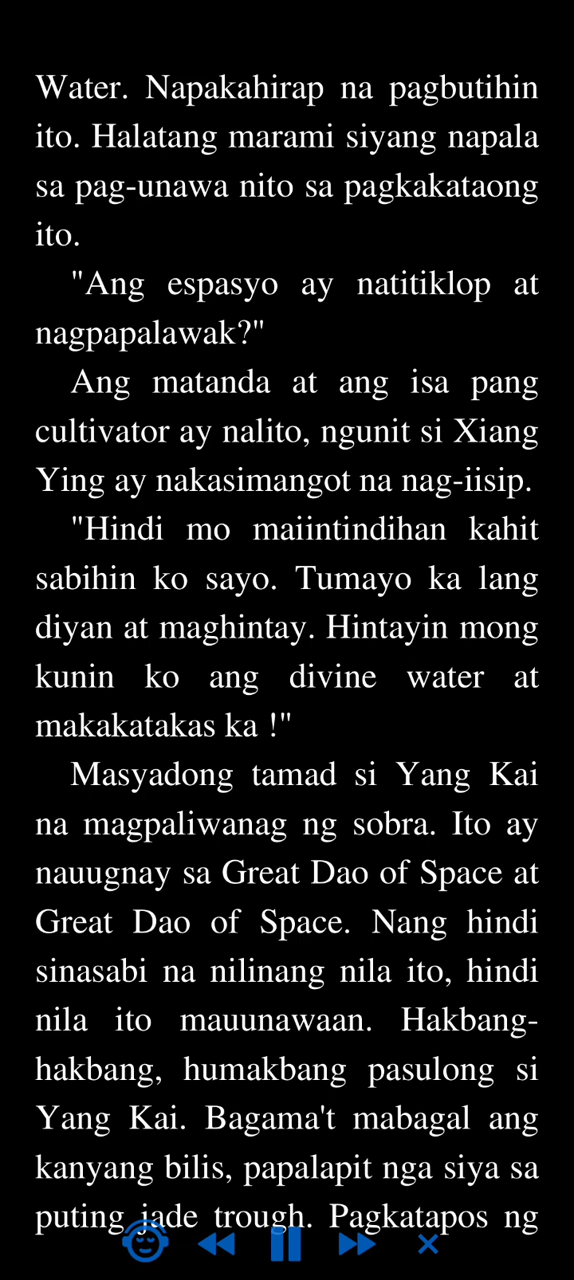 Water. Napakahirap na pagbutihin
ito. Halatang marami siyang napala
sa pag-unawa nito sa pagkakataong
ito.
"Ang espasyo ay natitiklop at
nagpapalawak?"
Ang matanda at ang isa pang
cultivator ay nalito, ngunit si Xiang
Ying ay nakasimangot na nag-iisip.
"Hindi mo maiintindihan kahit
sabihin ko sayo. Tumayo ka lang
diyan at maghintay. Hintayin mong
kunin ko ang divine water at
makakatakas ka !"
Masyadong tamad si Yang Kai
na magpaliwanag ng sobra. Ito ay
nauugnay sa Great Dao of Space at
Great Dao of Space. Nang hindi
sinasabi na nilinang nila ito, hindi
nila ito mauunawaan. Hakbang-
hakbang, humakbang pasulong si
Yang Kai. Bagama't mabagal ang
kanyang bilis, papalapit nga siya sa
puting jade trough. Pagkatapos ng